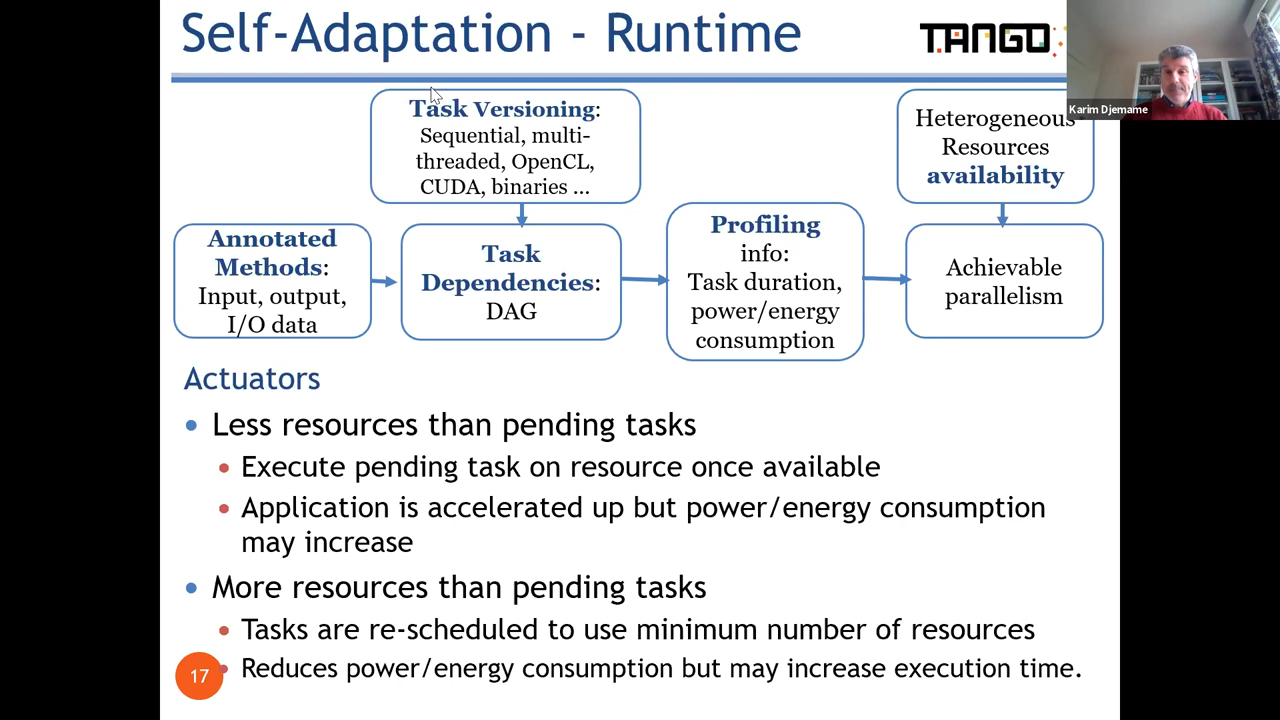 Self-Adaptation - Runtime
TANGO
Karim Djemame
Task Versioning:
Sequential, multi-
threaded, OpenCL,
CUDA, binaries ...
Heterogeneous
Resources
availability
Annotated
Methods:
Input, output,
I/O data
Task
Dependencies:
DAG
Profiling
info:
Task duration,
power/energy
consumption
Achievable
parallelism
Actuators
• Less resources than pending tasks
• Execute pending task on resource once available
• Application is accelerated up but power/energy consumption
may increase
• More resources than pending tasks
• Tasks are re-scheduled to use minimum number of resources
• Reduces power/energy consumption but may increase execution time.
17